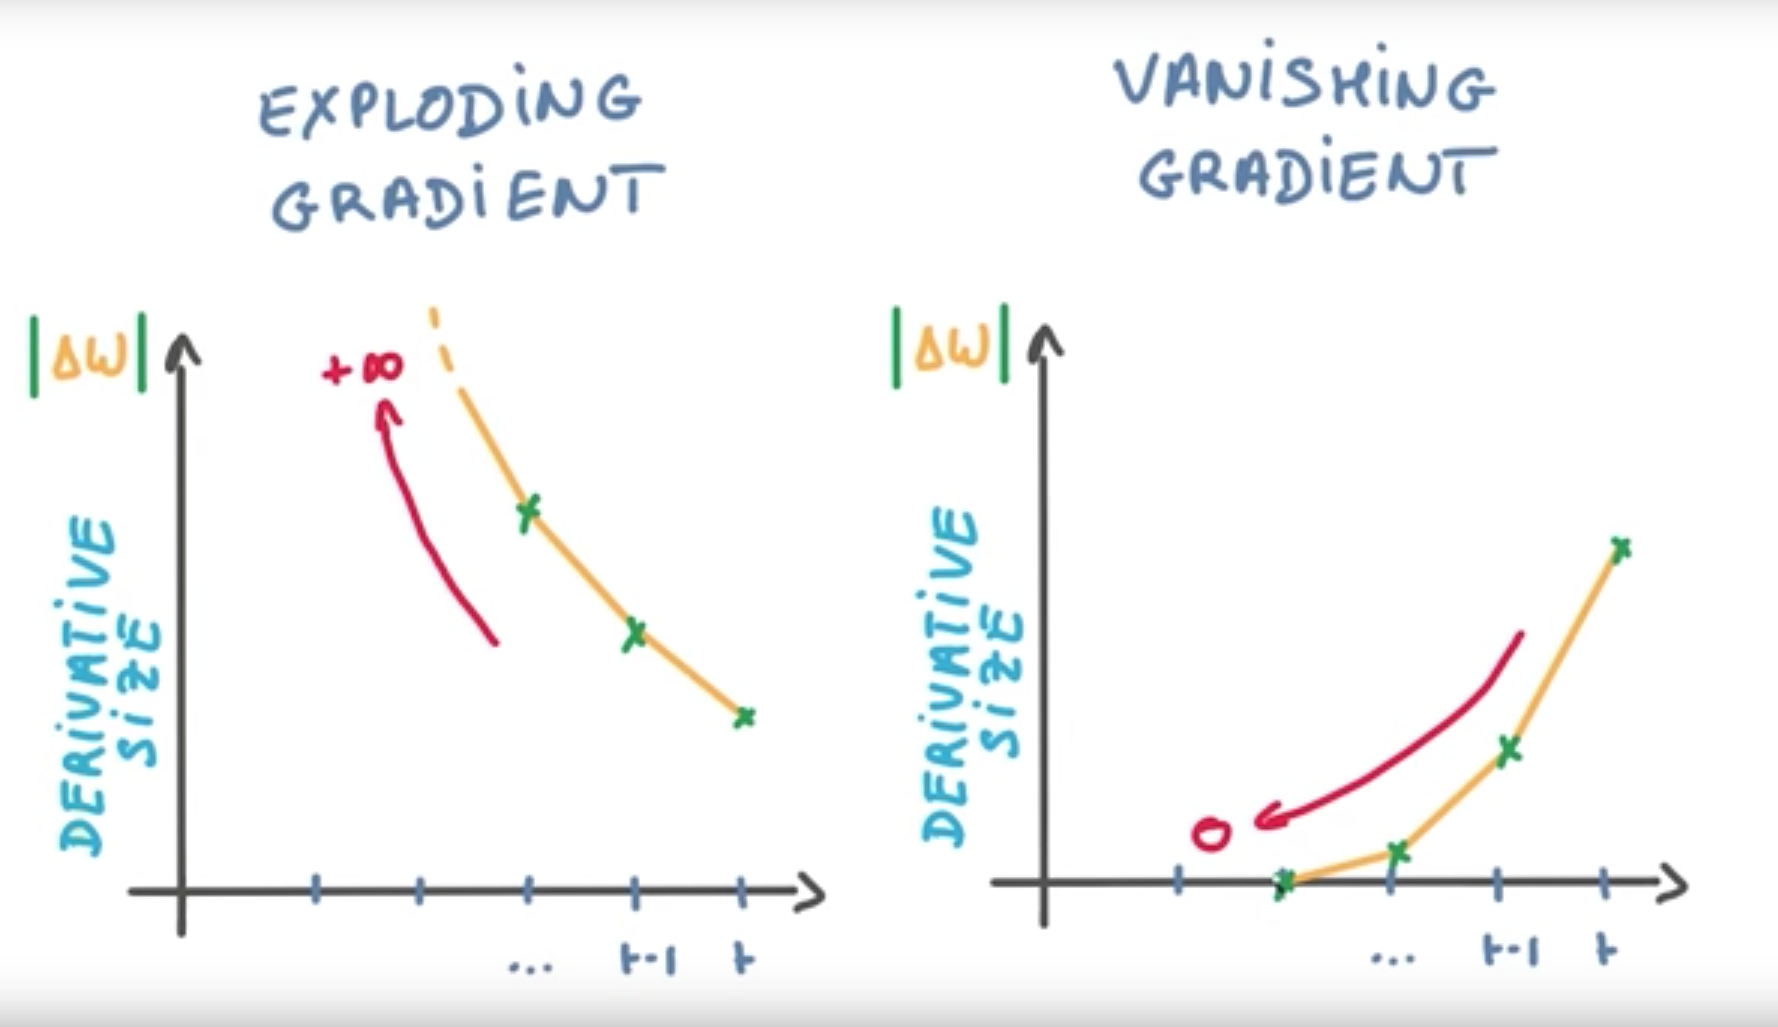 EXPLODING
GRADIENT
|ΔW|
+∞
DERIVATIVE
SIZE
... t-1 t
VANISHING
GRADIENT
|ΔW|
DERIVATIVE
SIZE
0
... t-1 t